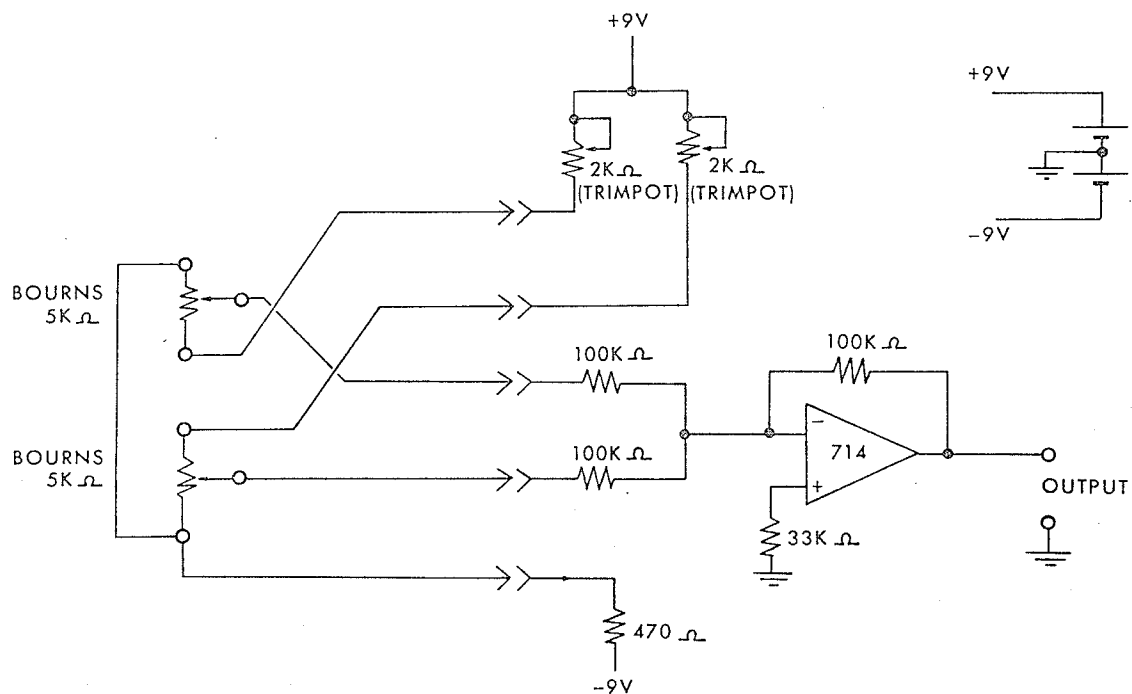 +9V
+9V
2K Ω
(TRIMPOT)
2K Ω
(TRIMPOT)
-9V
BOURNS
5K Ω
100K Ω
100K Ω
BOURNS
5K Ω
100K Ω
714
-
+
OUTPUT
33K Ω
470 Ω
-9V